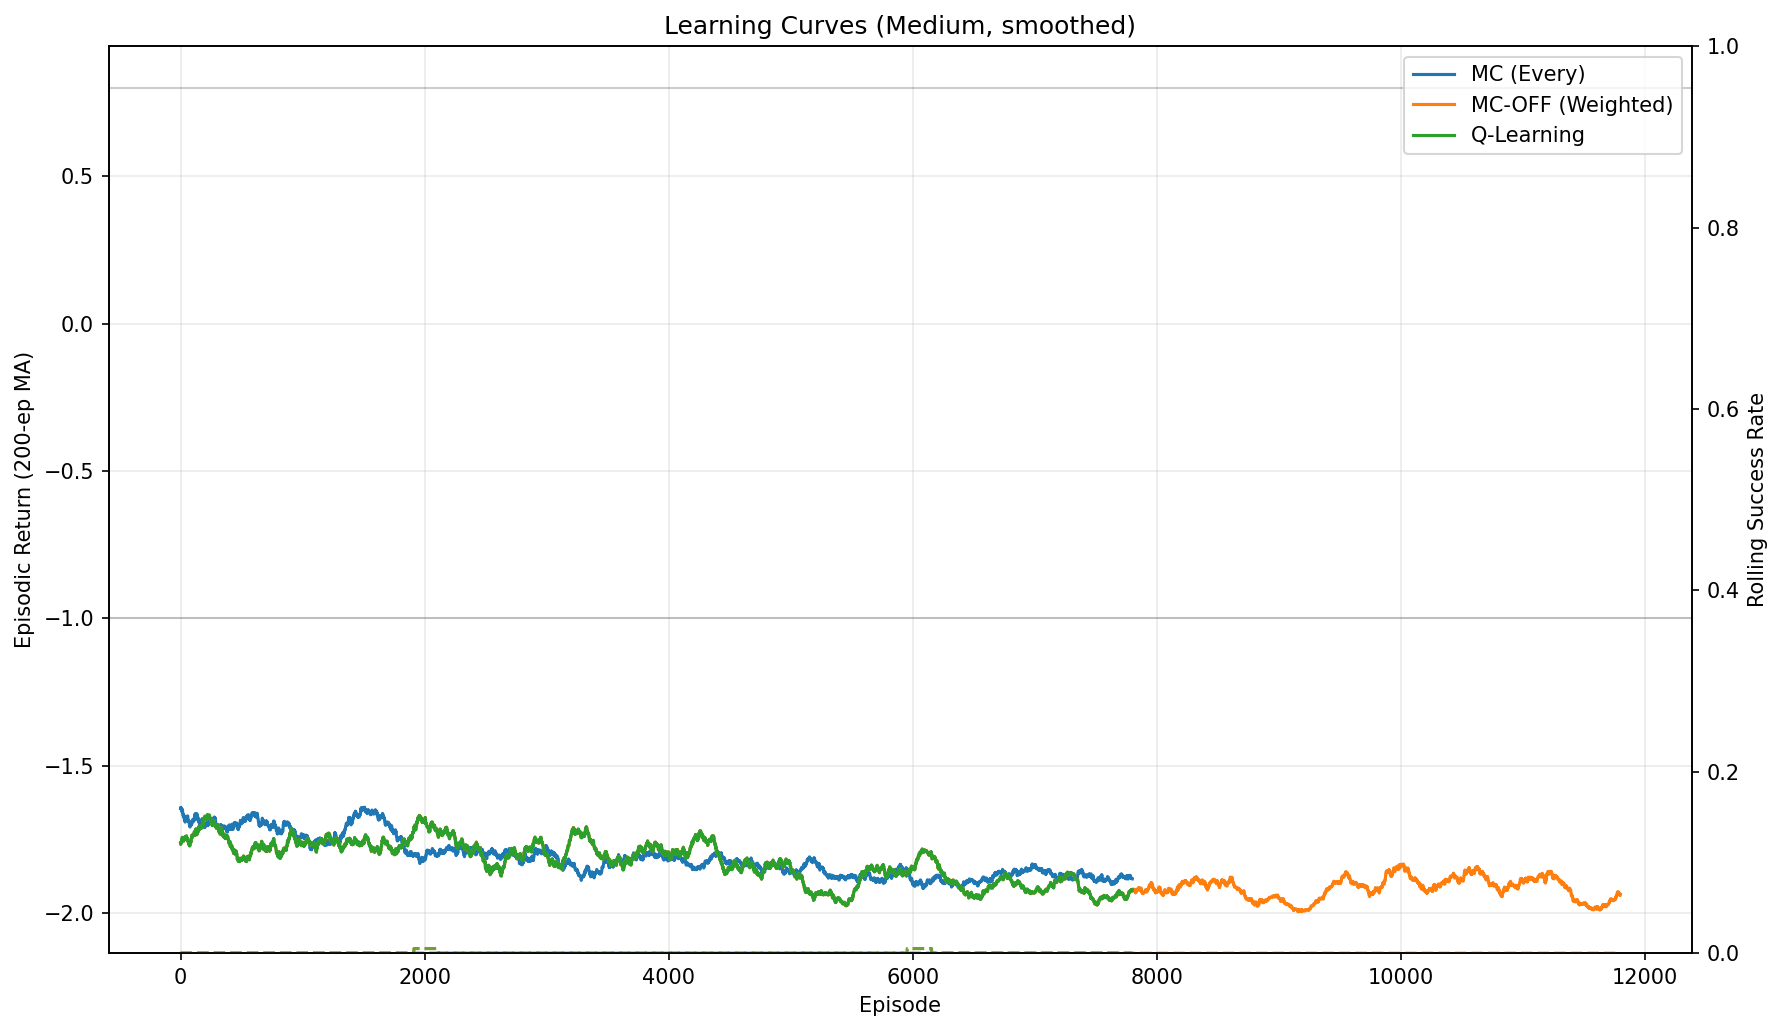 Learning Curves (Medium, smoothed)
MC (Every)
MC-OFF (Weighted)
Q-Learning
Episodic Return (200-ep MA)
0.5
0.0
−0.5
−1.0
−1.5
−2.0
1.0
0.8
0.6
0.4
0.2
0.0
Rolling Success Rate
0 2000 4000 6000 8000 10000 12000
Episode